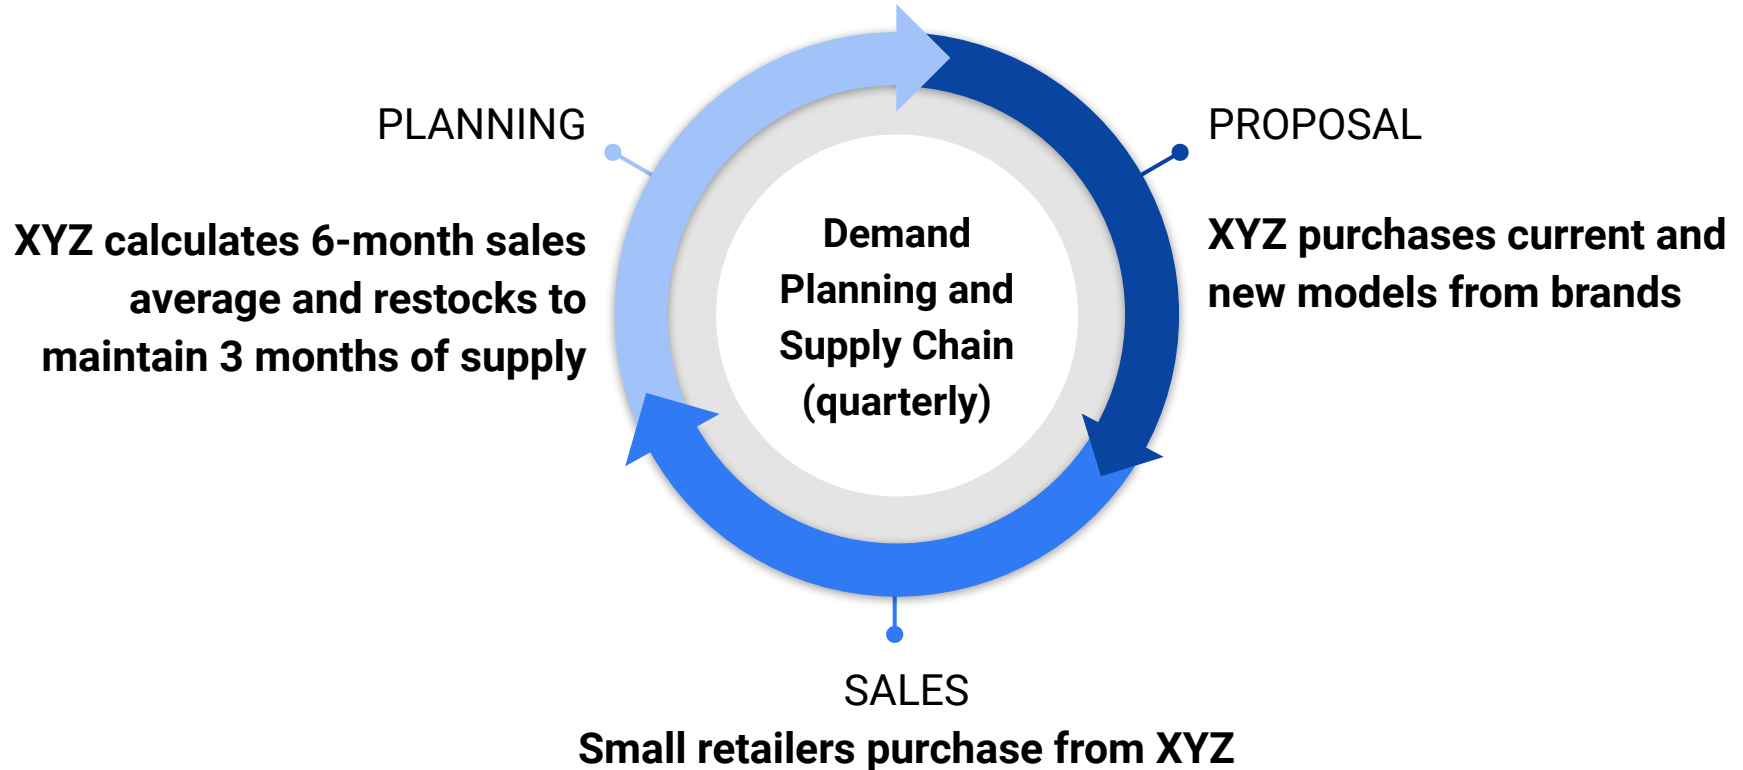 PLANNING
XYZ calculates 6-month sales
average and restocks to
maintain 3 months of supply
Demand
Planning and
Supply Chain
(quarterly)
PROPOSAL
XYZ purchases current and
new models from brands
SALES
Small retailers purchase from XYZ